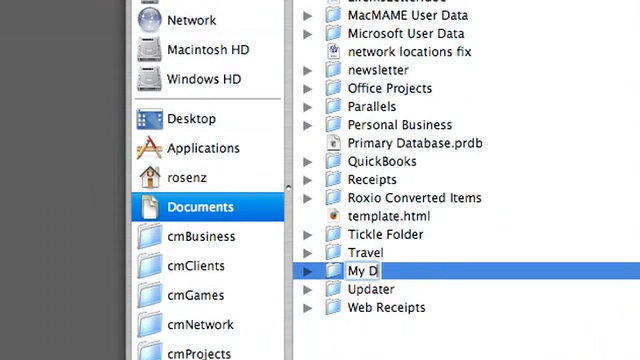 Network
Macintosh HD
Windows HD
Desktop
Applications
rosenz
Documents
cmBusiness
cmClients
cmGames
cmNetwork
cmProjects
MacMAME User Data
Microsoft User Data
network locations fix
newsletter
Office Projects
Parallels
Personal Business
Primary Database.prdb
QuickBooks
Receipts
Roxio Converted Items
template.html
Tickle Folder
Travel
My D
Updater
Web Receipts